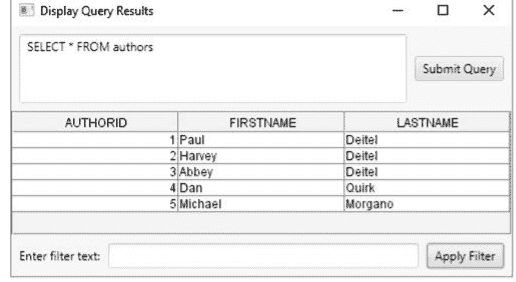 Display Query Results
SELECT * FROM authors
Submit Query
AUTHORID FIRSTNAME LASTNAME
1 Paul Deitel
2 Harvey Deitel
3 Abbey Deitel
4 Dan Quirk
5 Michael Morgano
Enter filter text: Apply Filter